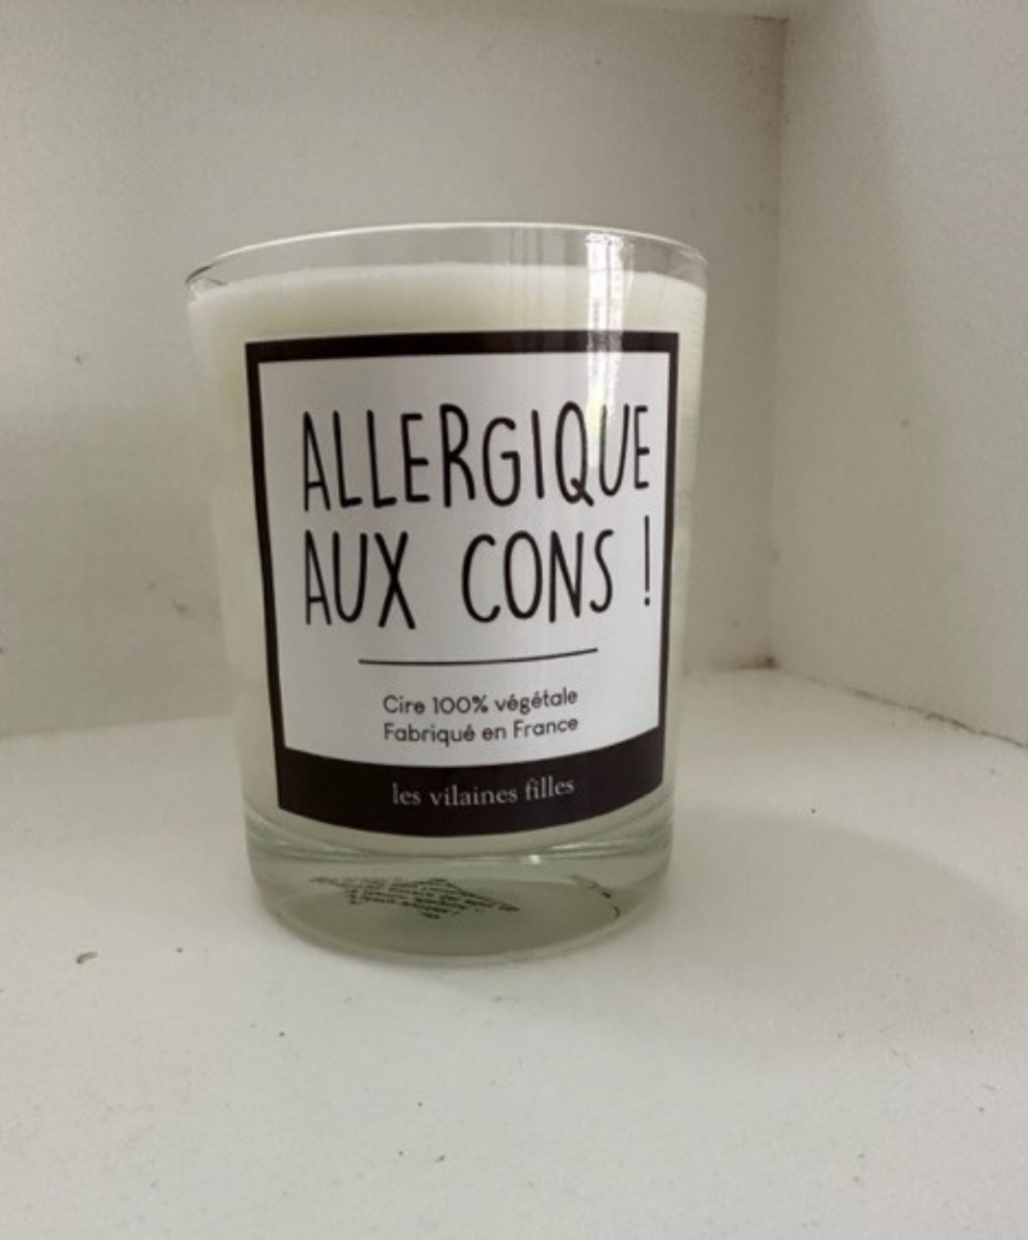 ALLERGIQUE
AUX CONS !
Cire 100% végétale
Fabriqué en France
les vilaines filles